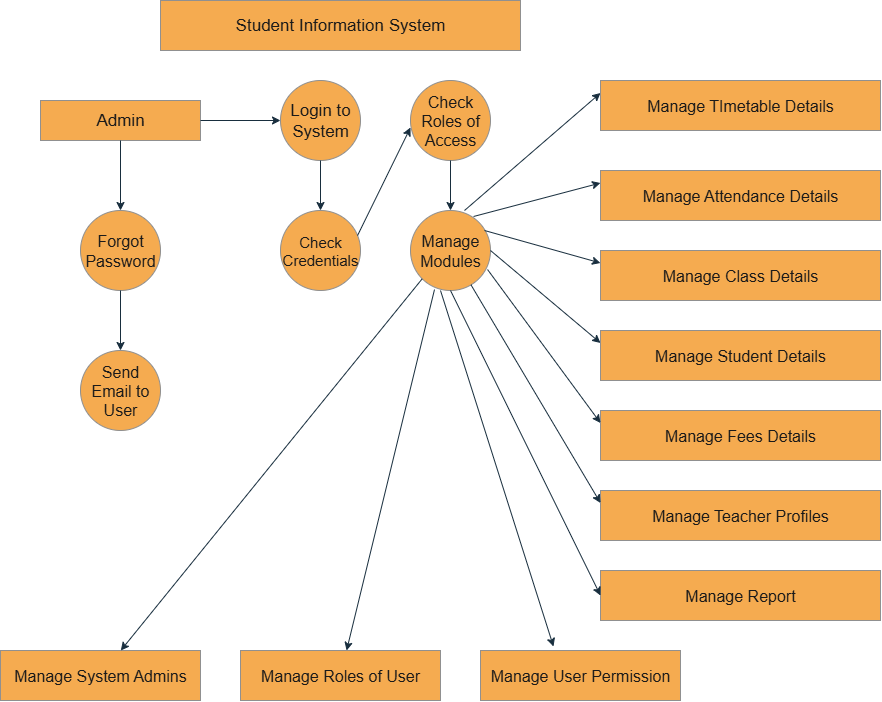 Student Information System
Admin
Login to
System
Check
Roles of
Access
Manage TImetable Details
Manage Attendance Details
Forgot
Password
Check
Credentials
Manage
Modules
Manage Class Details
Manage Student Details
Send
Email to
User
Manage Fees Details
Manage Teacher Profiles
Manage Report
Manage System Admins
Manage Roles of User
Manage User Permission